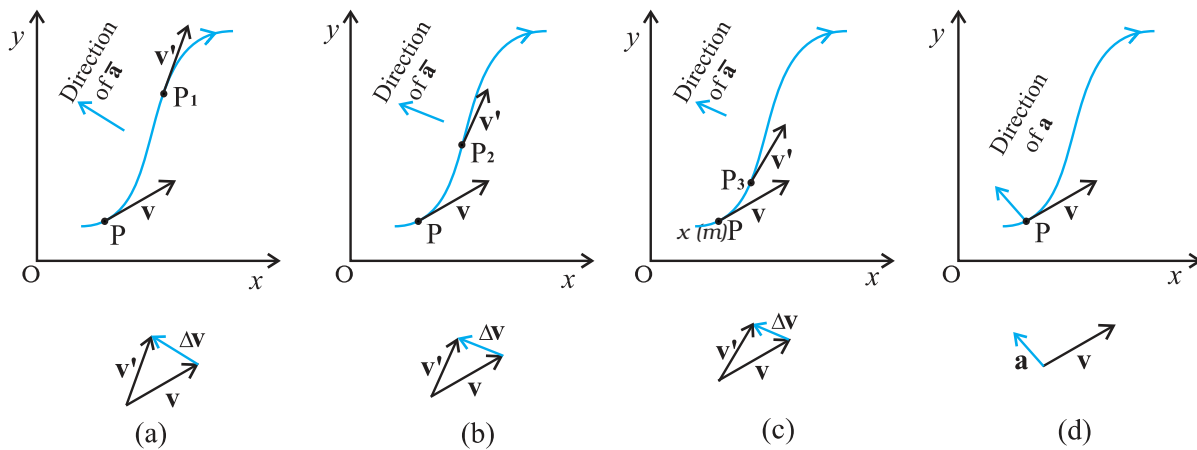 y
Direction
of a̅
v'
P₁
v
P
O
x
Δv
v'
v
(a)
y
Direction
of a̅
v'
P₂
v
P
O
x
Δv
v'
v
(b)
y
Direction
of a̅
v'
P₃
v
x (m)
P
O
x
Δv
v'
v
(c)
y
Direction
of a
v
P
O
x
a
v
(d)